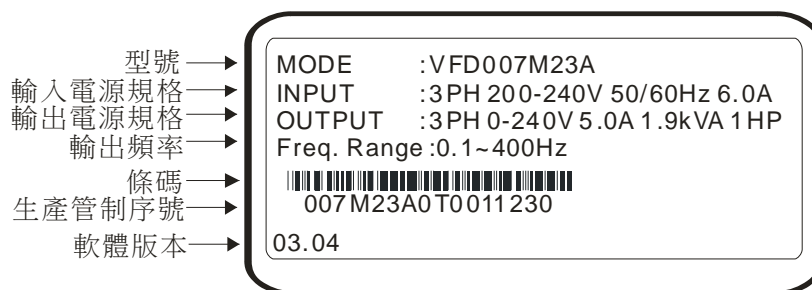 型號 MODE :VFD007M23A
輸入電源規格 INPUT :3PH 200-240V 50/60Hz 6.0A
輸出電源規格 OUTPUT :3PH 0-240V 5.0A 1.9kVA 1HP
輸出頻率 Freq. Range :0.1~400Hz
條碼
生產管制序號 007M23A0T0011230
軟體版本 03.04